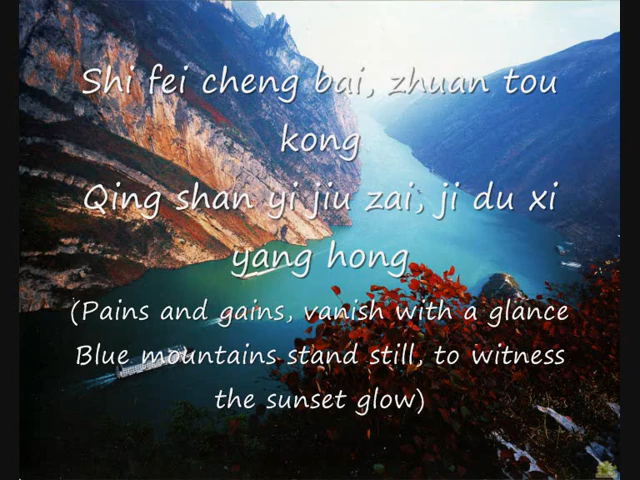 Shi fei cheng bai, zhuan tou
kong
Qing shan yi jiu zai, ji du xi
yang hong
(Pains and gains, vanish with a glance
Blue mountains stand still, to witness
the sunset glow)